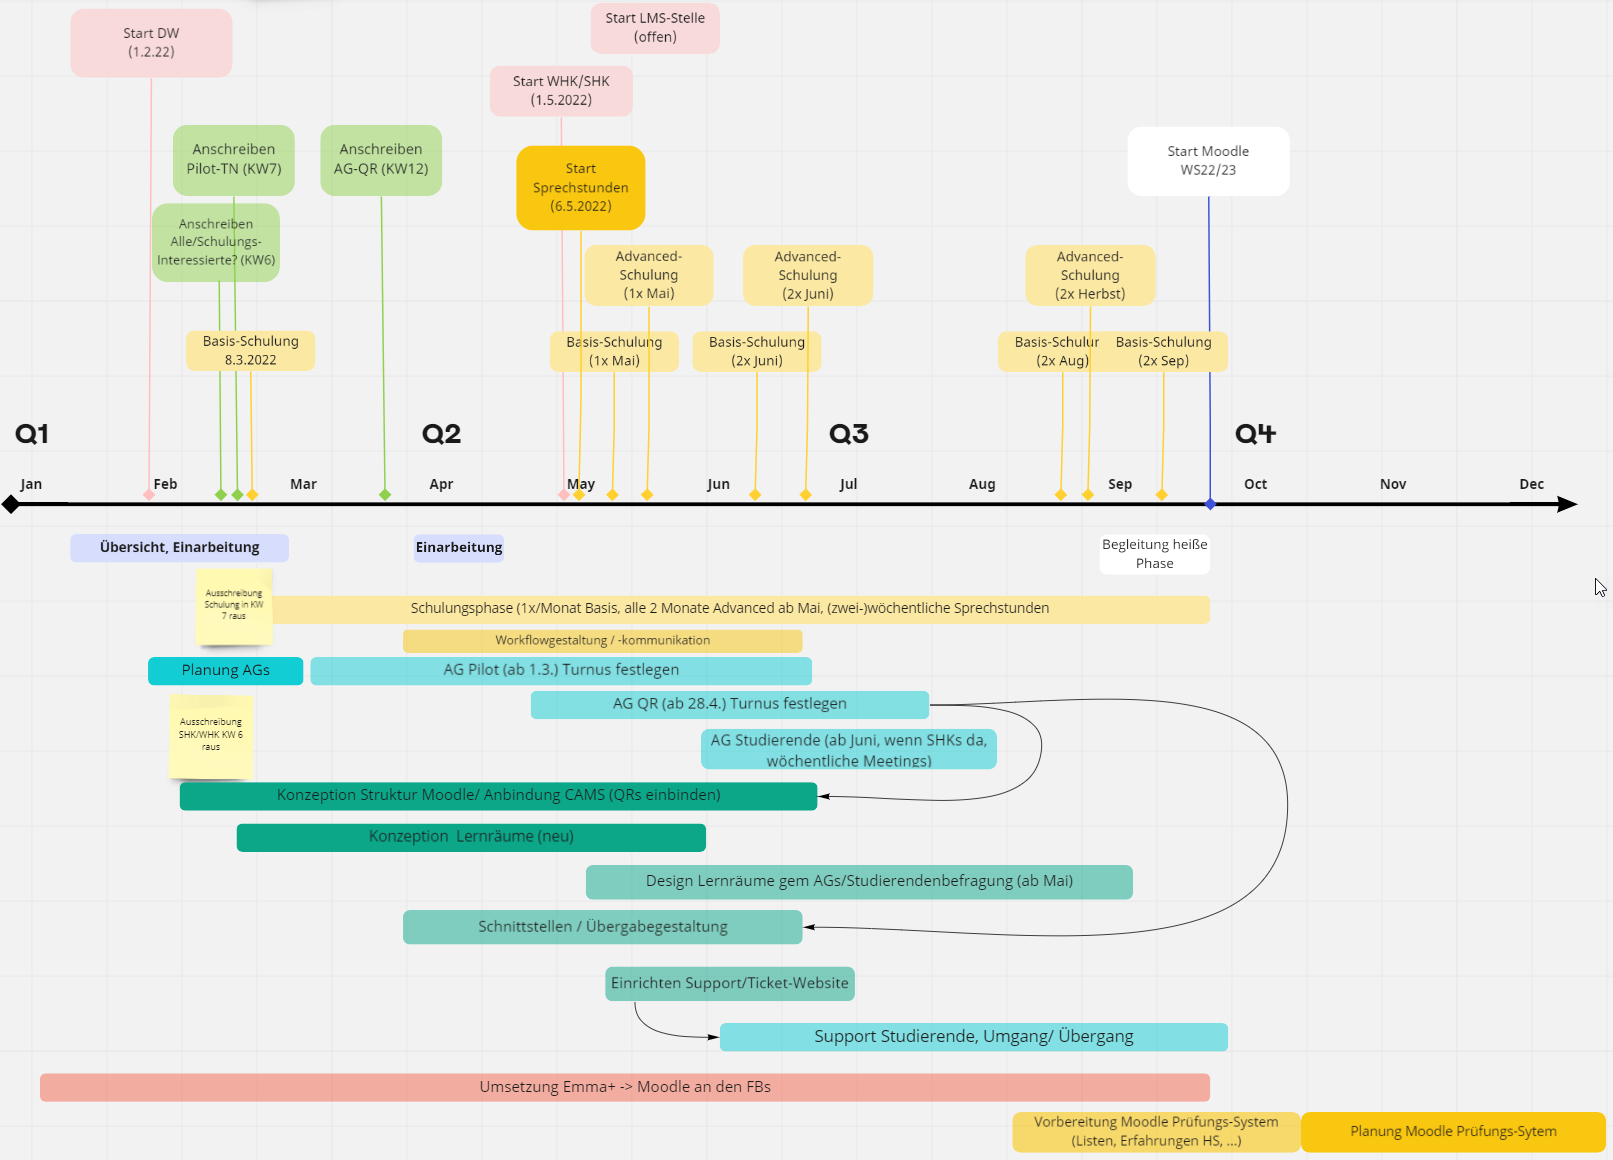 Start DW
(1.2.22)
Start LMS-Stelle
(offen)
Start WHK/SHK
(1.5.2022)
Anschreiben
Pilot-TN (KW7)
Anschreiben
AG-QR (KW12)
Start
Sprechstunden
(6.5.2022)
Start Moodle
WS22/23
Anschreiben
Alle/Schulungs-
Interessierte? (KW6)
Advanced-
Schulung
(1x Mai)
Advanced-
Schulung
(2x Juni)
Advanced-
Schulung
(2x Herbst)
Basis-Schulung
8.3.2022
Basis-Schulung
(1x Mai)
Basis-Schulung
(2x Juni)
Basis-Schulur
(2x Aug)
Basis-Schulung
(2x Sep)
Q1
Q2
Q3
Q4
Jan
Feb
Mar
Apr
May
Jun
Jul
Aug
Sep
Oct
Nov
Dec
Übersicht, Einarbeitung
Einarbeitung
Begleitung heiße
Phase
Ausschreibung
Schulung in KW
7 raus
Schulungsphase (1x/Monat Basis, alle 2 Monate Advanced ab Mai, (zwei-)wöchentliche Sprechstunden
Workflowgestaltung / -kommunikation
Planung AGs
AG Pilot (ab 1.3.) Turnus festlegen
AG QR (ab 28.4.) Turnus festlegen
Ausschreibung
SHK/WHK KW 6
raus
AG Studierende (ab Juni, wenn SHKs da,
wöchentliche Meetings)
Konzeption Struktur Moodle/ Anbindung CAMS (QRs einbinden)
Konzeption Lernräume (neu)
Design Lernräume gem AGs/Studierendenbefragung (ab Mai)
Schnittstellen / Übergabegestaltung
Einrichten Support/Ticket-Website
Support Studierende, Umgang/ Übergang
Umsetzung Emma+ -> Moodle an den FBs
Vorbereitung Moodle Prüfungs-System
(Listen, Erfahrungen HS, ...)
Planung Moodle Prüfungs-Sytem